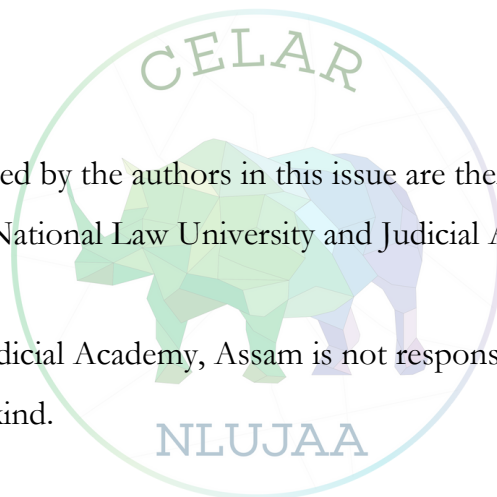 CELAR
ed by the authors in this issue are the
National Law University and Judicial A
dicial Academy, Assam is not respons
kind.
NLUJAA